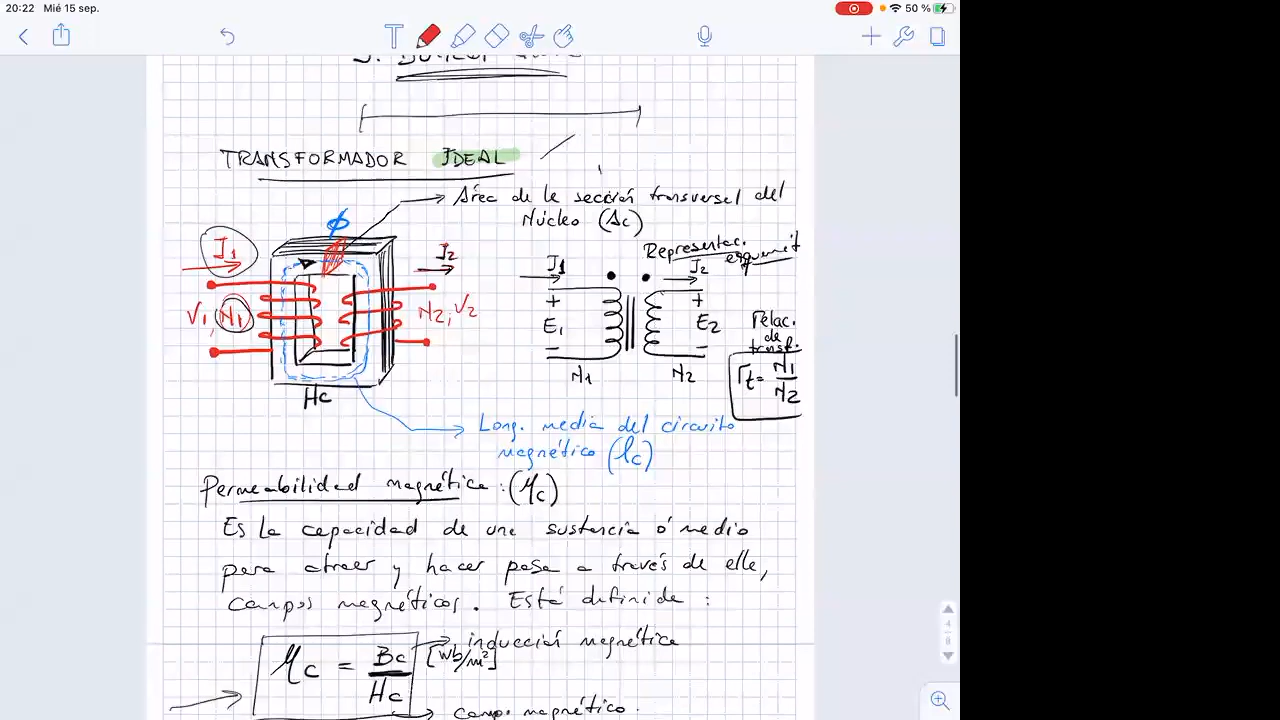 20:22 Mié 15 sep.
50 %
TRANSFORMADOR IDEAL
Área de la sección transversal del
Núcleo (Ac)
ϕ
I1
I2
V1, N1
N2; V2
Hc
Representac.
esquemát
I1
I2
+
+
E1
E2
-
-
N1
N2
Relac.
de
transf.
rt = N1/N2
Long. media del circuito
magnético (lc)
Permeabilidad magnética : (μc)
Es la capacidad de una sustancia ó medio
para atraer y hacer pasa a través de ella,
campos magnéticos. Está definida :
μc = Bc/Hc
inducción magnética
[Wb/m²]
campo magnético.